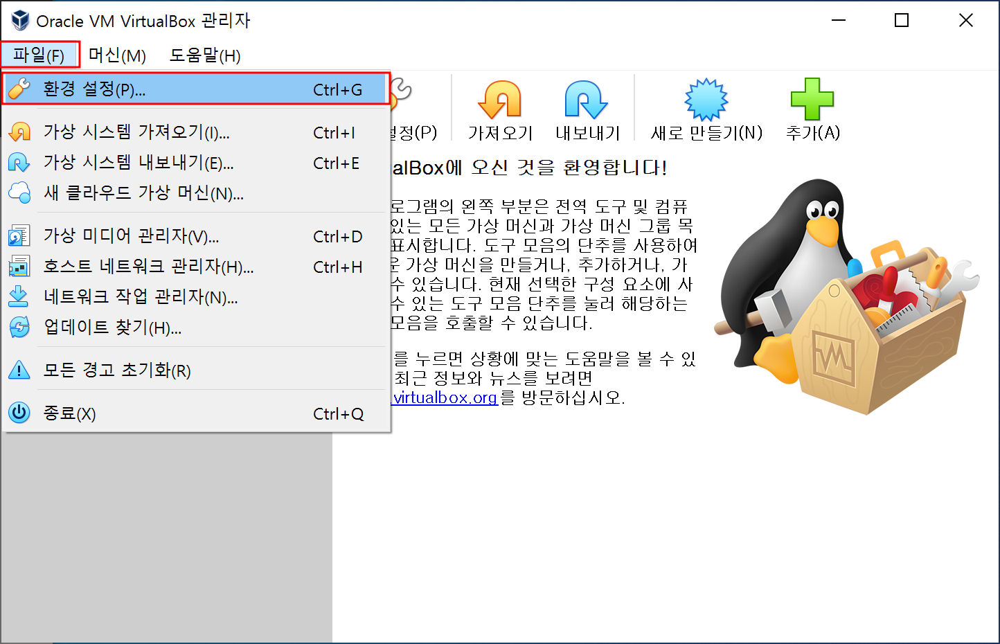 Oracle VM VirtualBox 관리자
파일(F) 머신(M) 도움말(H)
환경 설정(P)... Ctrl+G
가상 시스템 가져오기(I)... Ctrl+I
가상 시스템 내보내기(E)... Ctrl+E
새 클라우드 가상 머신(N)...
가상 미디어 관리자(V)... Ctrl+D
호스트 네트워크 관리자(H)... Ctrl+H
네트워크 작업 관리자(N)...
업데이트 찾기(H)...
모든 경고 초기화(R)
종료(X) Ctrl+Q
설정(P) 가져오기 내보내기 새로 만들기(N) 추가(A)
alBox에 오신 것을 환영합니다!
로그램의 왼쪽 부분은 전역 도구 및 컴퓨
있는 모든 가상 머신과 가상 머신 그룹 목
표시합니다. 도구 모음의 단추를 사용하여
운 가상 머신을 만들거나, 추가하거나, 가
수 있습니다. 현재 선택한 구성 요소에 사
수 있는 도구 모음 단추를 눌러 해당하는
모음을 호출할 수 있습니다.
를 누르면 상황에 맞는 도움말을 볼 수 있
최근 정보와 뉴스를 보려면
.virtualbox.org를 방문하십시오.